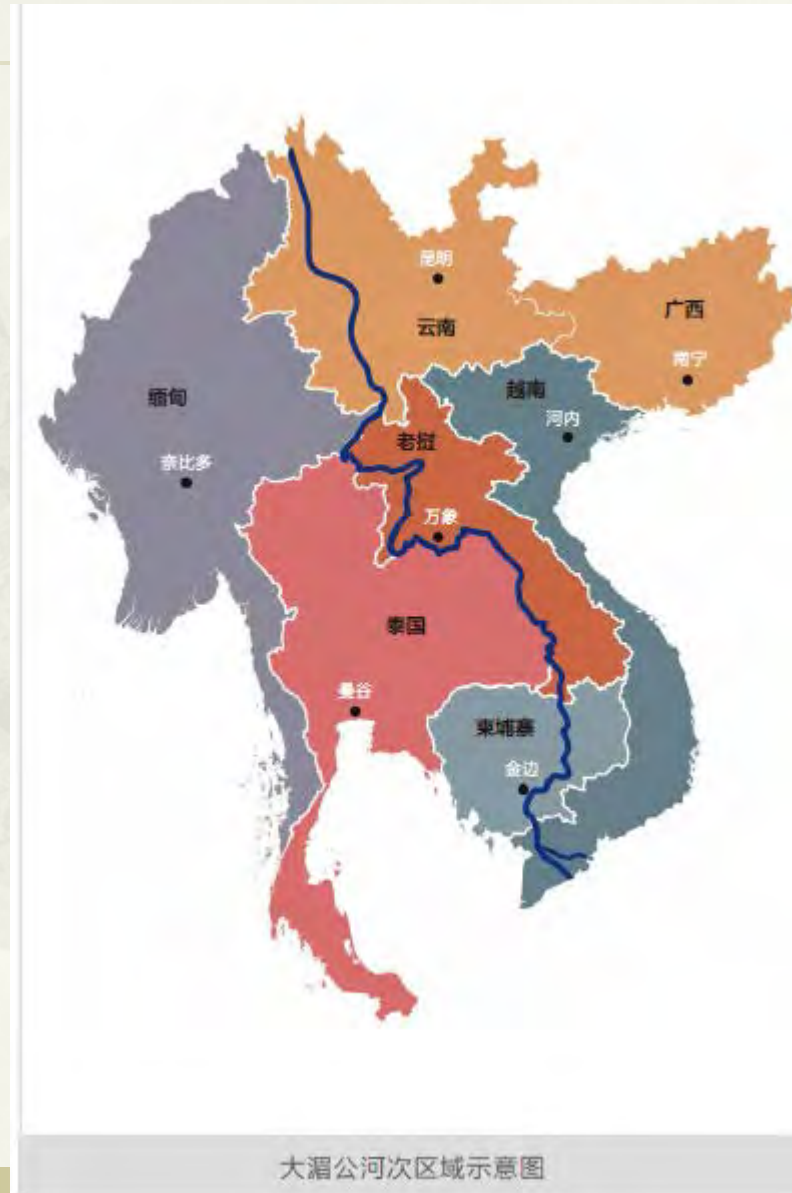 昆明
云南
广西
南宁
越南
河内
缅甸
老挝
奈比多
万象
泰国
曼谷
柬埔寨
金边
大湄公河次区域示意图